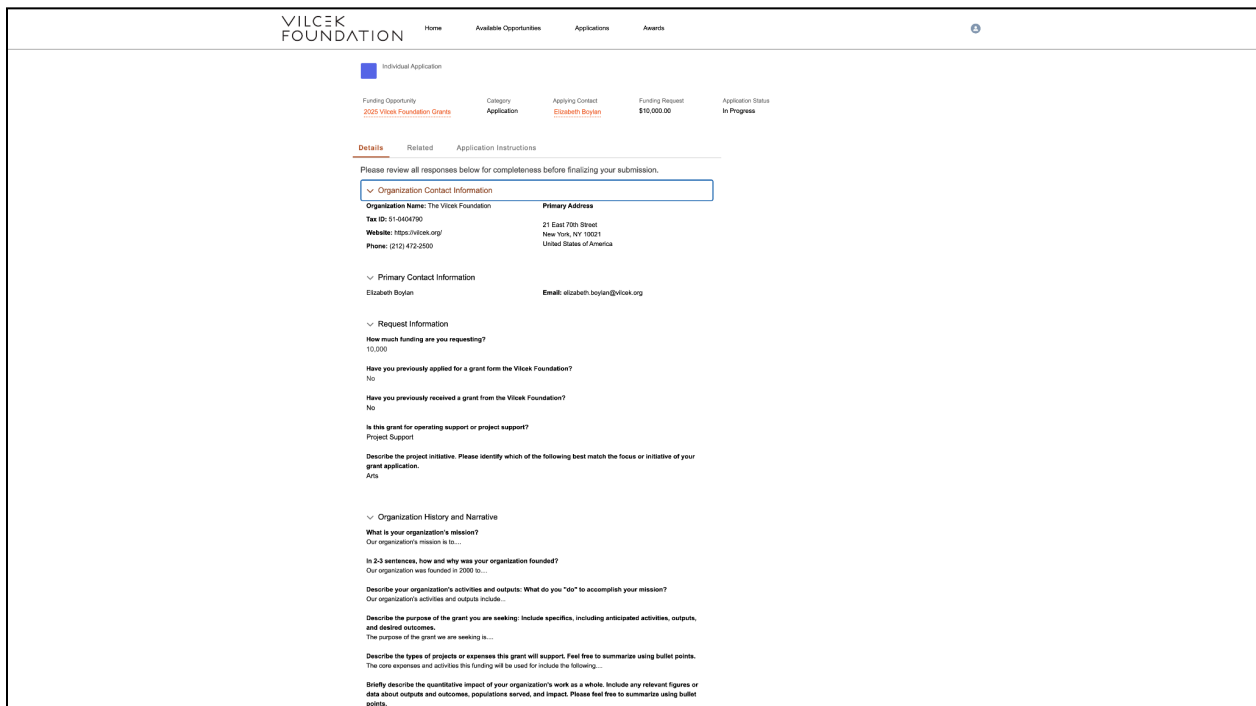 VILCEK
FOUNDATION
Home Available Opportunities Applications Awards
Individual Application
Funding Opportunity Category Applying Contact Funding Request Application Status
2025 Vilcek Foundation Grants Application Elizabeth Boylan $10,000.00 In Progress
Details Related Application Instructions
Please review all responses below for completeness before finalizing your submission.
Organization Contact Information
Organization Name: The Vilcek Foundation
Tax ID: 51-0404790
Website: https://vilcek.org/
Phone: (212) 472-2500
Primary Address
21 East 70th Street
New York, NY 10021
United States of America
Primary Contact Information
Elizabeth Boylan Email: elizabeth.boylan@vilcek.org
Request Information
How much funding are you requesting?
10,000
Have you previously applied for a grant form the Vilcek Foundation?
No
Have you previously received a grant from the Vilcek Foundation?
No
Is this grant for operating support or project support?
Project Support
Describe the project initiative. Please identify which of the following best match the focus or initiative of your
grant application.
Arts
Organization History and Narrative
What is your organization's mission?
Our organization's mission is to....
In 2-3 sentences, how and why was your organization founded?
Our organization was founded in 2000 to....
Describe your organization's activities and outputs: What do you "do" to accomplish your mission?
Our organization's activities and outputs include...
Describe the purpose of the grant you are seeking: Include specifics, including anticipated activities, outputs,
and desired outcomes.
The purpose of the grant we are seeking is....
Describe the types of projects or expenses this grant will support. Feel free to summarize using bullet points.
The core expenses and activities this funding will be used for include the following....
Briefly describe the quantitative impact of your organization's work as a whole. Include any relevant figures or
data about outputs and outcomes, populations served, and impact. Please feel free to summarize using bullet
points.